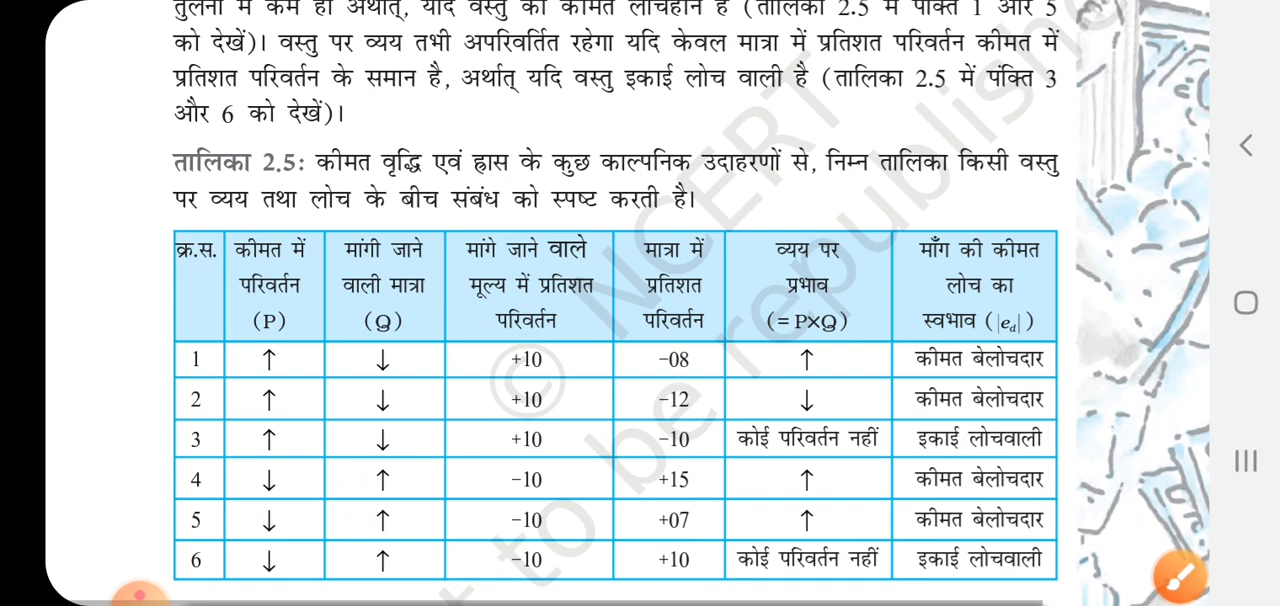 तुलना में कम हो अर्थात्, यदि वस्तु की कीमत लोचहीन है (तालिका 2.5 में पंक्ति 1 और 5
को देखें)। वस्तु पर व्यय तभी अपरिवर्तित रहेगा यदि केवल मात्रा में प्रतिशत परिवर्तन कीमत में
प्रतिशत परिवर्तन के समान है, अर्थात् यदि वस्तु इकाई लोच वाली है (तालिका 2.5 में पंक्ति 3
और 6 को देखें)।
तालिका 2.5: कीमत वृद्धि एवं ह्रास के कुछ काल्पनिक उदाहरणों से, निम्न तालिका किसी वस्तु
पर व्यय तथा लोच के बीच संबंध को स्पष्ट करती है।
क्र.स. कीमत में मांगी जाने मांगे जाने वाले मात्रा में व्यय पर माँग की कीमत
परिवर्तन वाली मात्रा मूल्य में प्रतिशत प्रतिशत प्रभाव लोच का
(P) (Q) परिवर्तन परिवर्तन (= P×Q) स्वभाव (|eₐ|)
1 ↑ ↓ +10 −08 ↑ कीमत बेलोचदार
2 ↑ ↓ +10 −12 ↓ कीमत बेलोचदार
3 ↑ ↓ +10 −10 कोई परिवर्तन नहीं इकाई लोचवाली
4 ↓ ↑ −10 +15 ↑ कीमत बेलोचदार
5 ↓ ↑ −10 +07 ↑ कीमत बेलोचदार
6 ↓ ↑ −10 +10 कोई परिवर्तन नहीं इकाई लोचवाली
© NCERT
to be republished